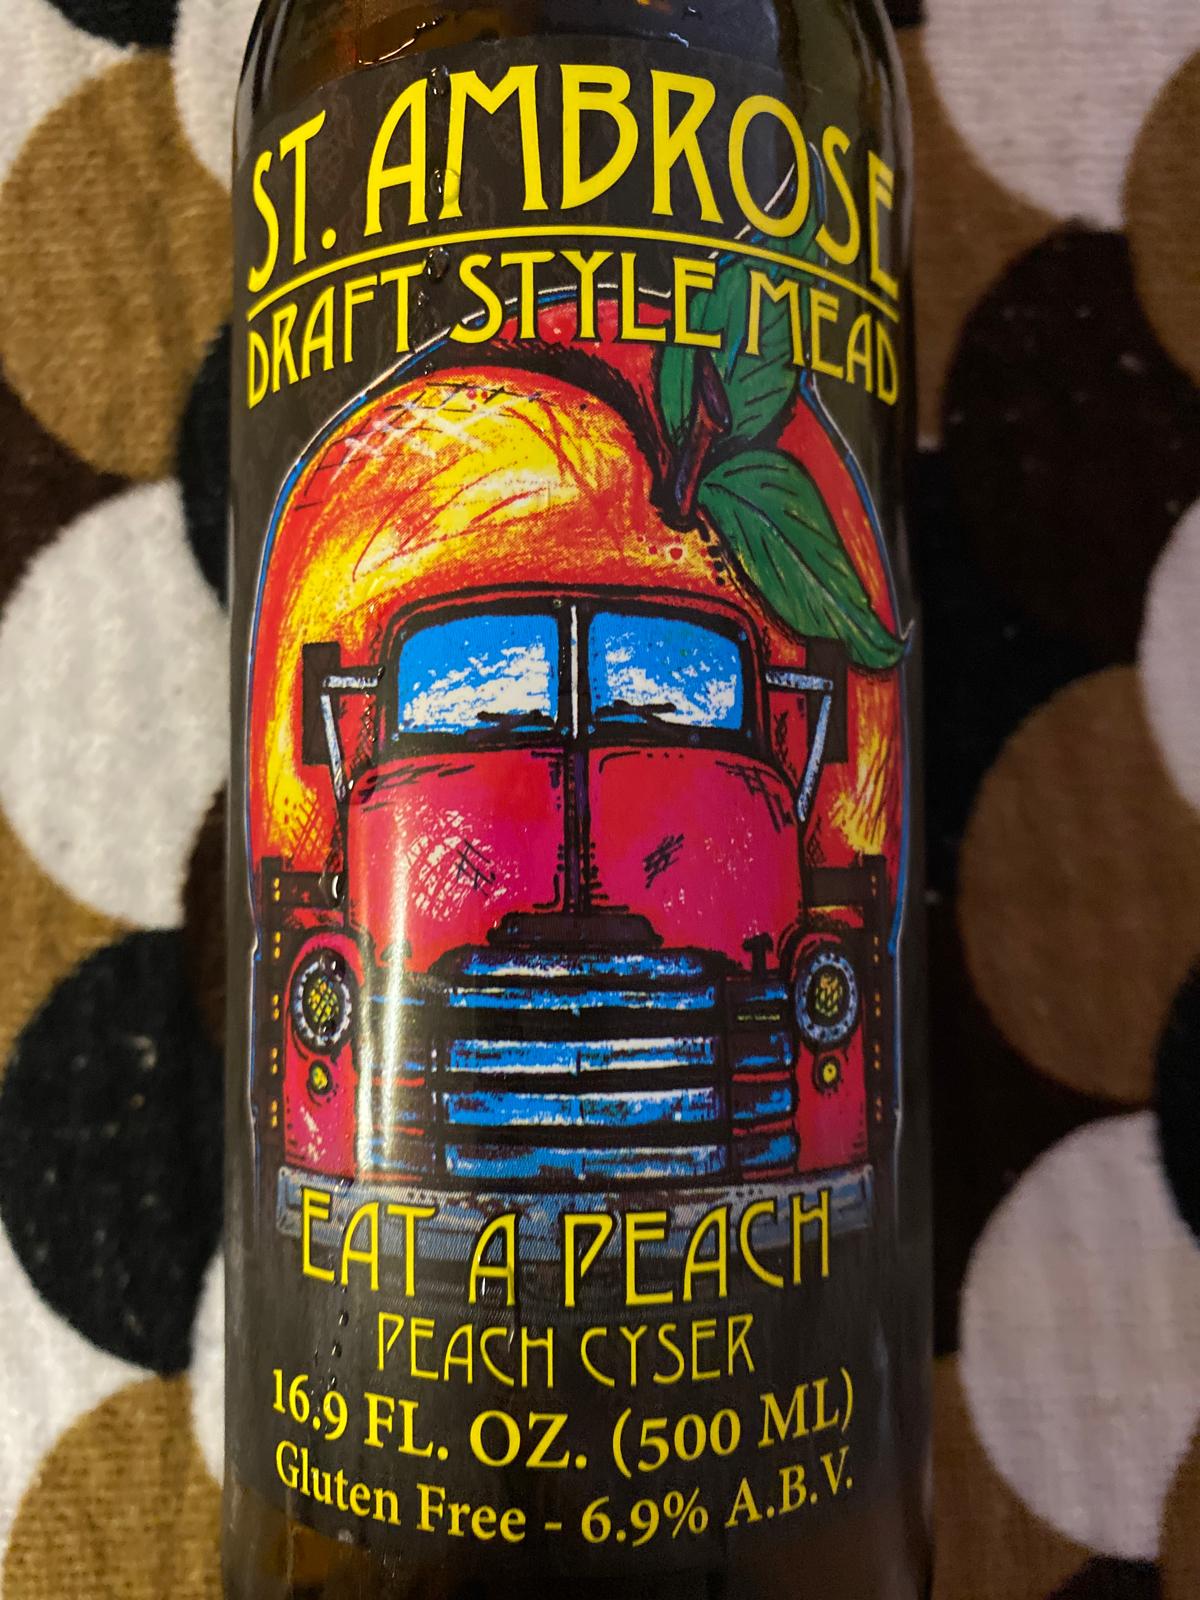 ST. AMBROSE
DRAFT STYLE MEAD
EAT A PEACH
PEACH CYSER
16.9 FL. OZ. (500 ML)
Gluten Free - 6.9% A.B.V.